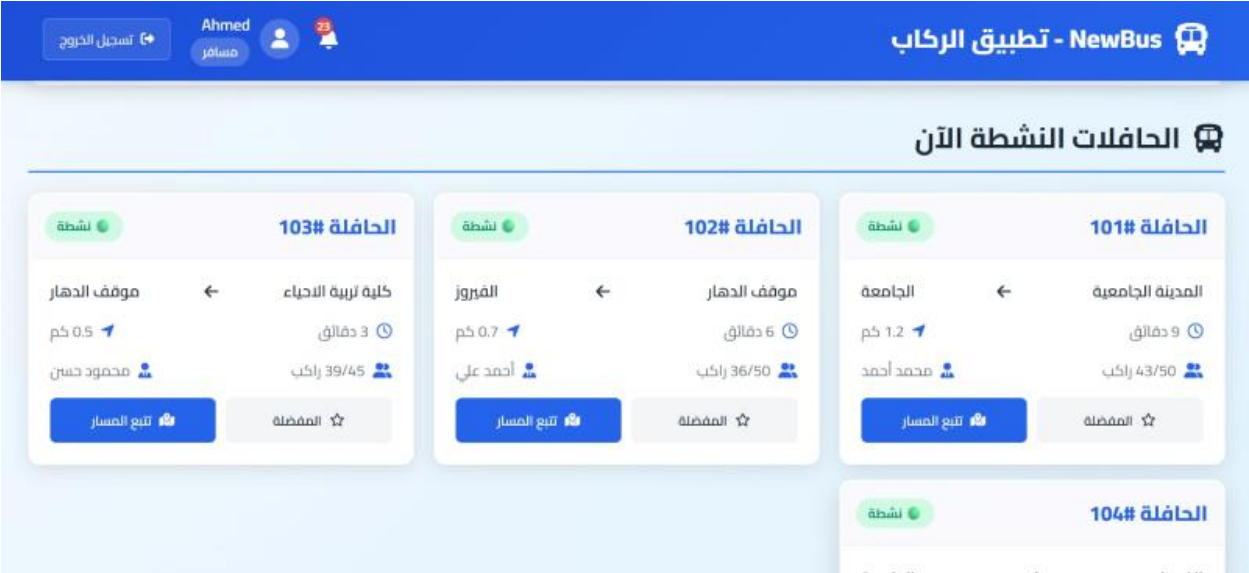 NewBus - تطبيق الركاب
23
Ahmed
مسافر
تسجيل الخروج
الحافلات النشطة الآن
الحافلة #101
نشطة
المدينة الجامعية ← الجامعة
9 دقائق
1.2 كم
43/50 راكب
محمد أحمد
المفضلة
تتبع المسار
الحافلة #102
نشطة
موقف الدهار ← الفيروز
6 دقائق
0.7 كم
36/50 راكب
أحمد علي
المفضلة
تتبع المسار
الحافلة #103
نشطة
كلية تربية الاحياء ← موقف الدهار
3 دقائق
0.5 كم
39/45 راكب
محمود حسن
المفضلة
تتبع المسار
الحافلة #104
نشطة